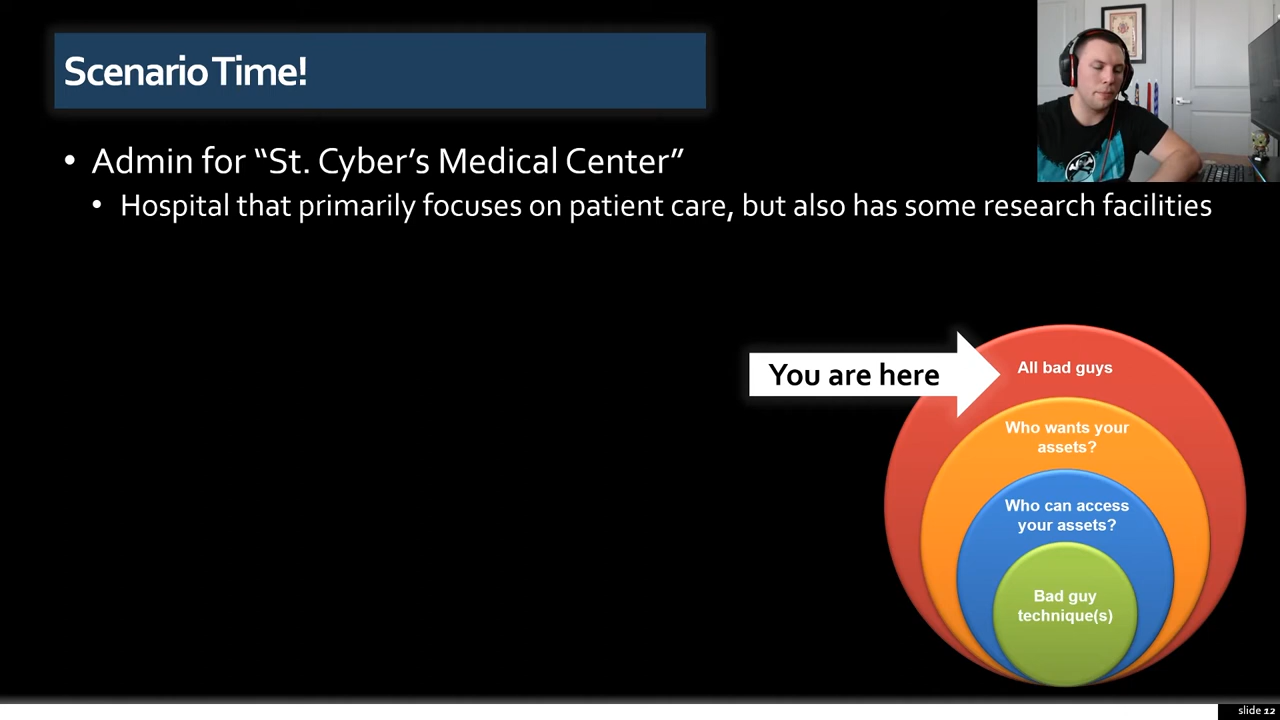 Scenario Time!
• Admin for “St. Cyber’s Medical Center”
• Hospital that primarily focuses on patient care, but also has some research facilities
You are here
All bad guys
Who wants your
assets?
Who can access
your assets?
Bad guy
technique(s)
slide 12